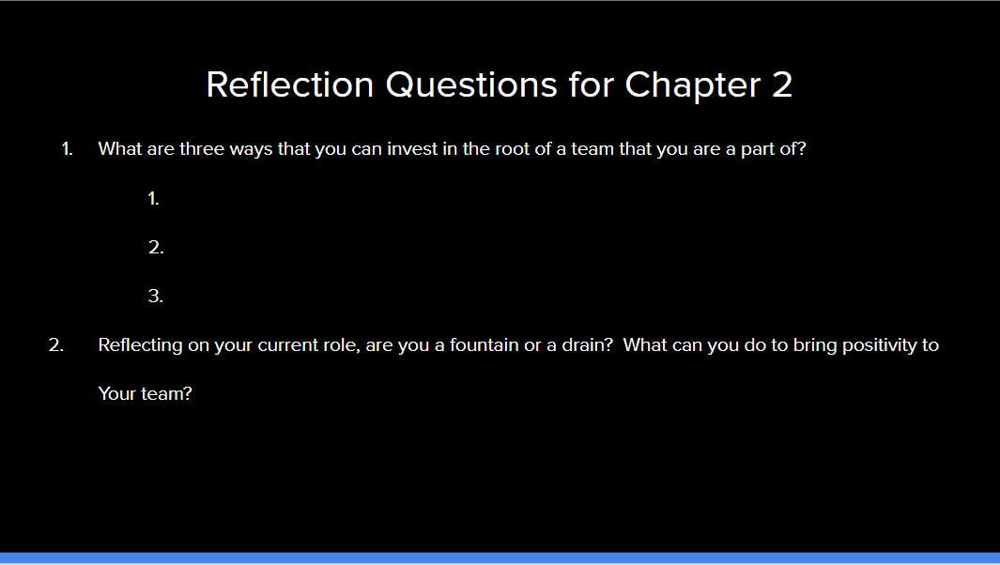 Reflection Questions for Chapter 2
1. What are three ways that you can invest in the root of a team that you are a part of?
1.
2.
3.
2. Reflecting on your current role, are you a fountain or a drain?  What can you do to bring positivity to
Your team?